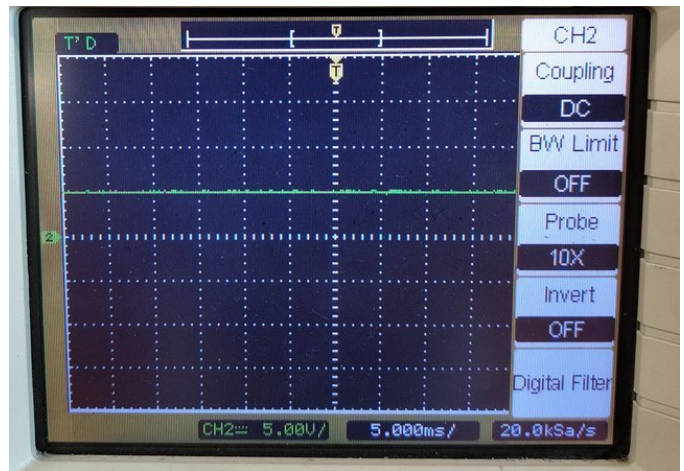 T'D
T
CH2
T
Coupling
DC
BW Limit
OFF
2
Probe
10X
Invert
OFF
Digital Filter
CH2 5.00V/ 5.000ms/ 20.0kSa/s